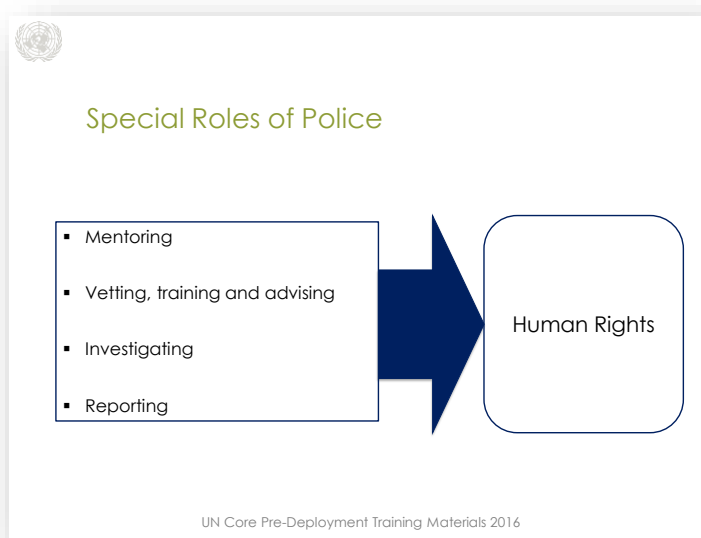 Special Roles of Police
▪ Mentoring
▪ Vetting, training and advising
▪ Investigating
▪ Reporting
Human Rights
UN Core Pre-Deployment Training Materials 2016